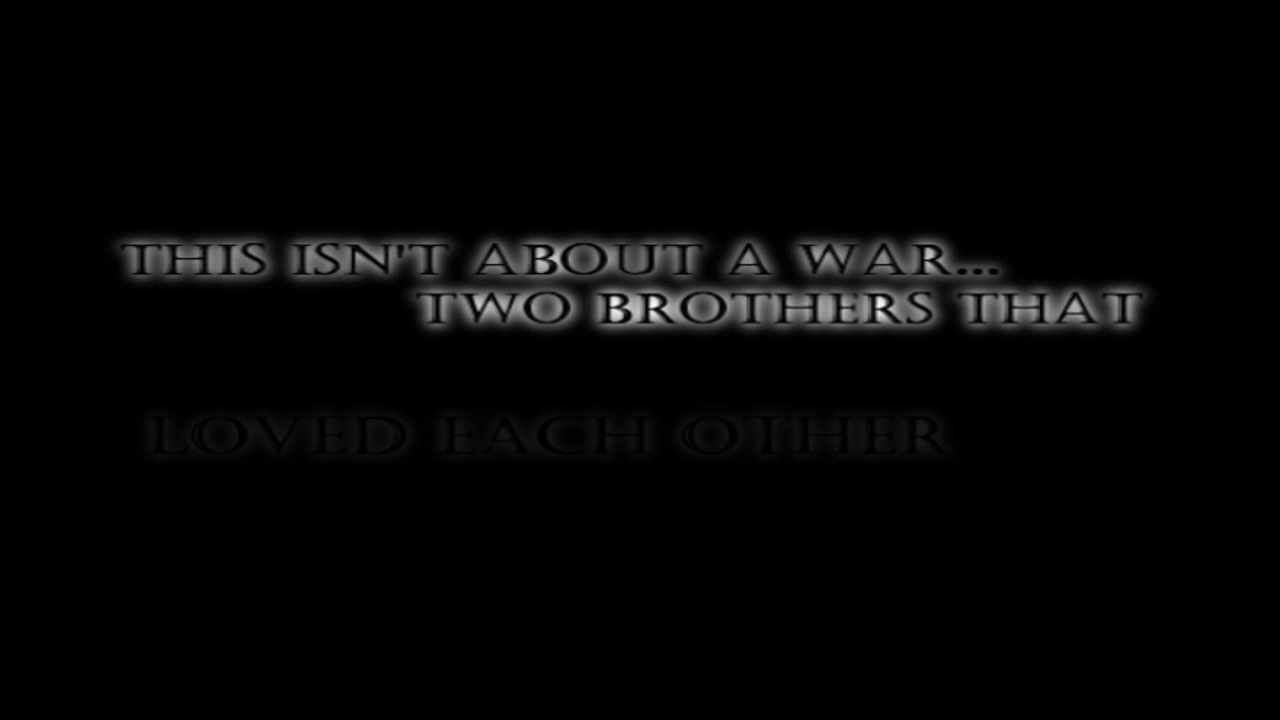 THIS ISN'T ABOUT A WAR...
TWO BROTHERS THAT
LOVED EACH OTHER